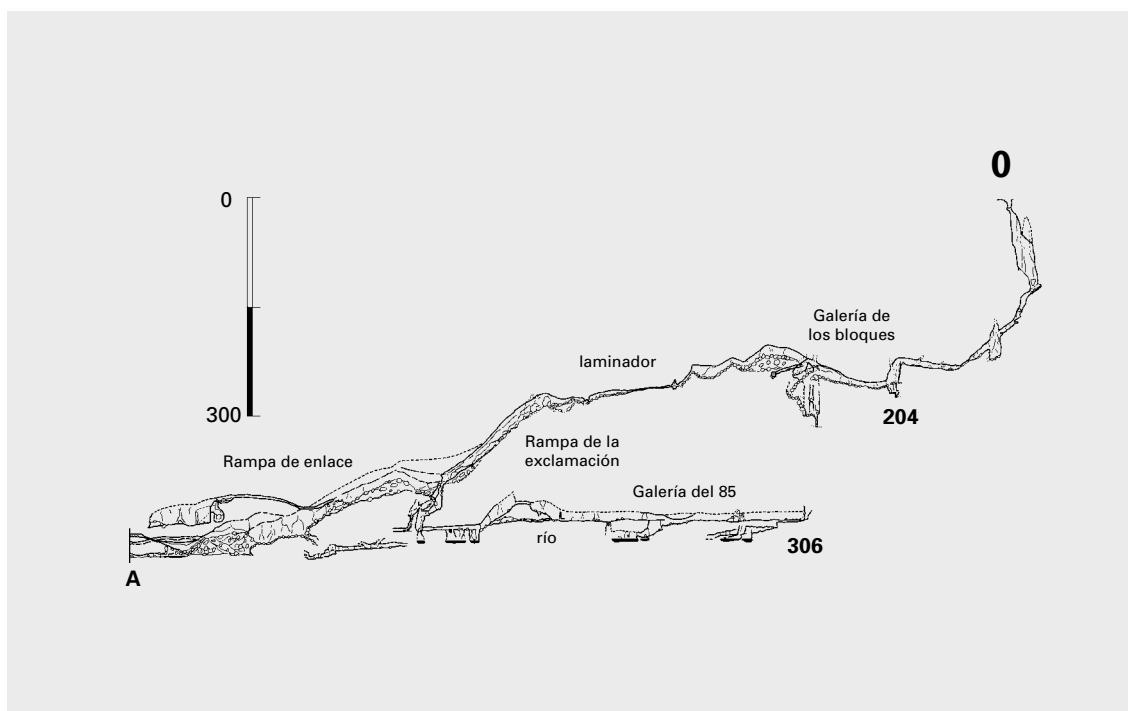 0
0
Galería de
los bloques
laminador
300
204
Rampa de la
exclamación
Rampa de enlace
Galería del 85
río
306
A